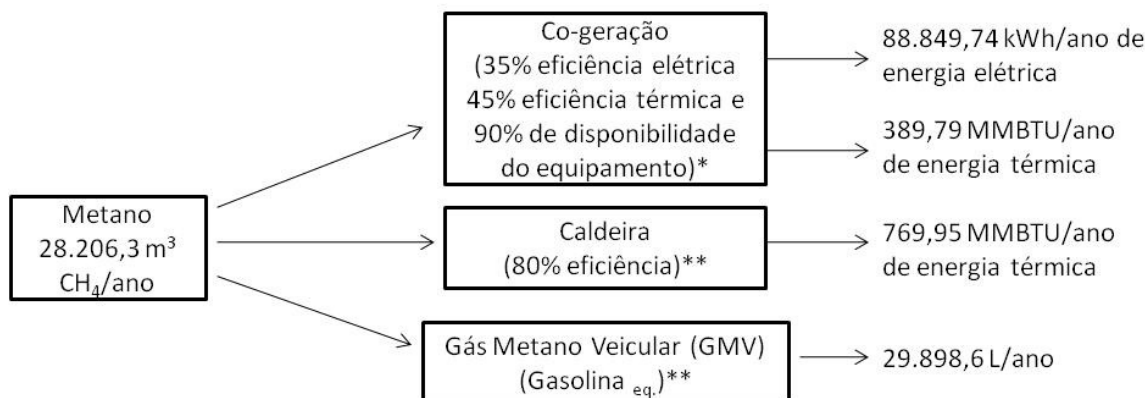 Metano
28.206,3 m³
CH₄/ano
Co-geração
(35% eficiência elétrica
45% eficiência térmica e
90% de disponibilidade
do equipamento)*
88.849,74 kWh/ano de
energia elétrica
389,79 MMBTU/ano
de energia térmica
Caldeira
(80% eficiência)**
769,95 MMBTU/ano
de energia térmica
Gás Metano Veicular (GMV)
(Gasolina eq.)**
29.898,6 L/ano